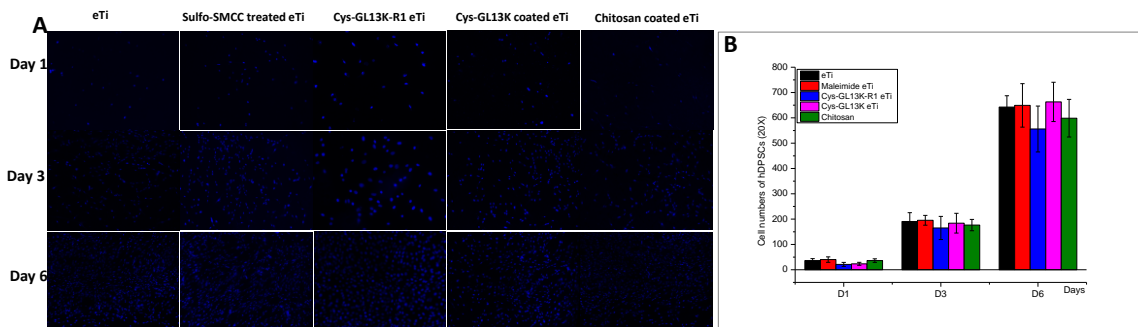 A
eTi
Sulfo-SMCC treated eTi
Cys-GL13K-R1 eTi
Cys-GL13K coated eTi
Chitosan coated eTi
Day 1
Day 3
Day 6
B
Cell numbers of hDPSCs (20X)
800
700
600
500
400
300
200
100
0
eTi
Maleimide eTi
Cys-GL13K-R1 eTi
Cys-GL13K eTi
Chitosan
D1
D3
D6
Days